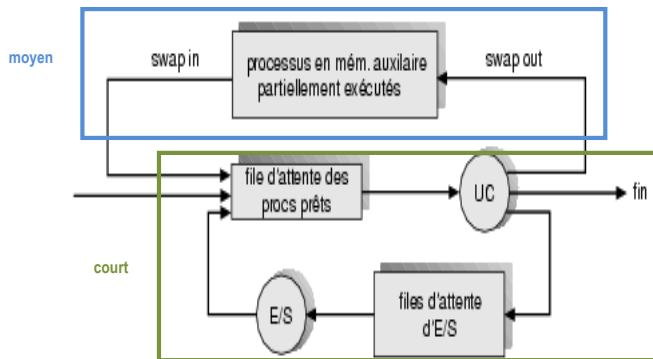 moyen
swap in
processus en mém. auxilaire
partiellement exécutés
swap out
file d'attente des
procs prêts
UC
fin
court
E/S
files d'attente
d'E/S